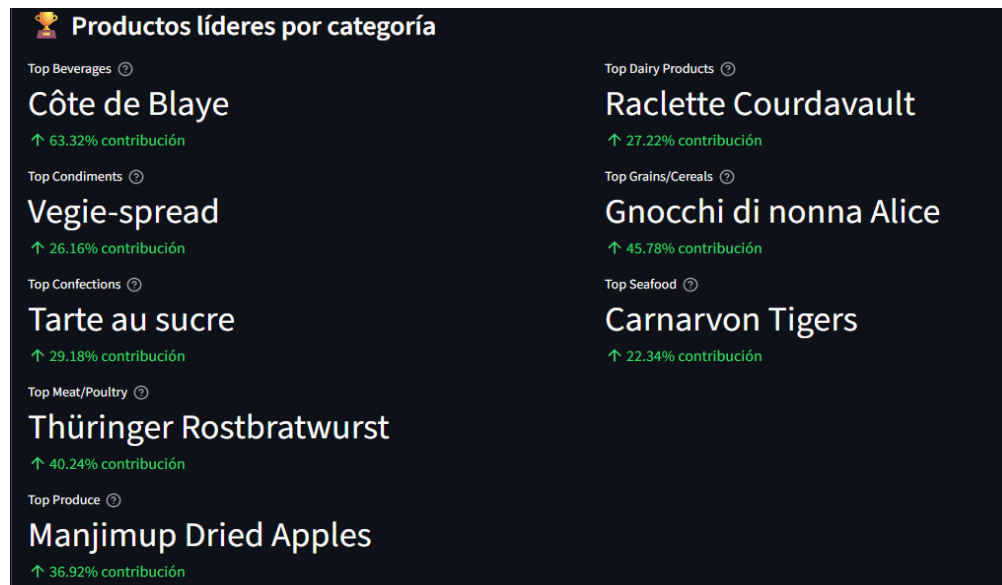 🏆 Productos líderes por categoría
Top Beverages
Côte de Blaye
↑ 63.32% contribución
Top Condiments
Vegie-spread
↑ 26.16% contribución
Top Confections
Tarte au sucre
↑ 29.18% contribución
Top Meat/Poultry
Thüringer Rostbratwurst
↑ 40.24% contribución
Top Produce
Manjimup Dried Apples
↑ 36.92% contribución
Top Dairy Products
Raclette Courdavault
↑ 27.22% contribución
Top Grains/Cereals
Gnocchi di nonna Alice
↑ 45.78% contribución
Top Seafood
Carnarvon Tigers
↑ 22.34% contribución